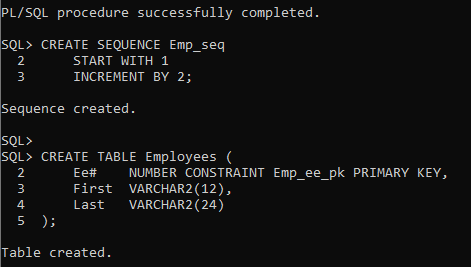 PL/SQL procedure successfully completed.
SQL> CREATE SEQUENCE Emp_seq
  2      START WITH 1
  3      INCREMENT BY 2;
Sequence created.
SQL>
SQL> CREATE TABLE Employees (
  2      Ee#    NUMBER CONSTRAINT Emp_ee_pk PRIMARY KEY,
  3      First  VARCHAR2(12),
  4      Last   VARCHAR2(24)
  5  );
Table created.